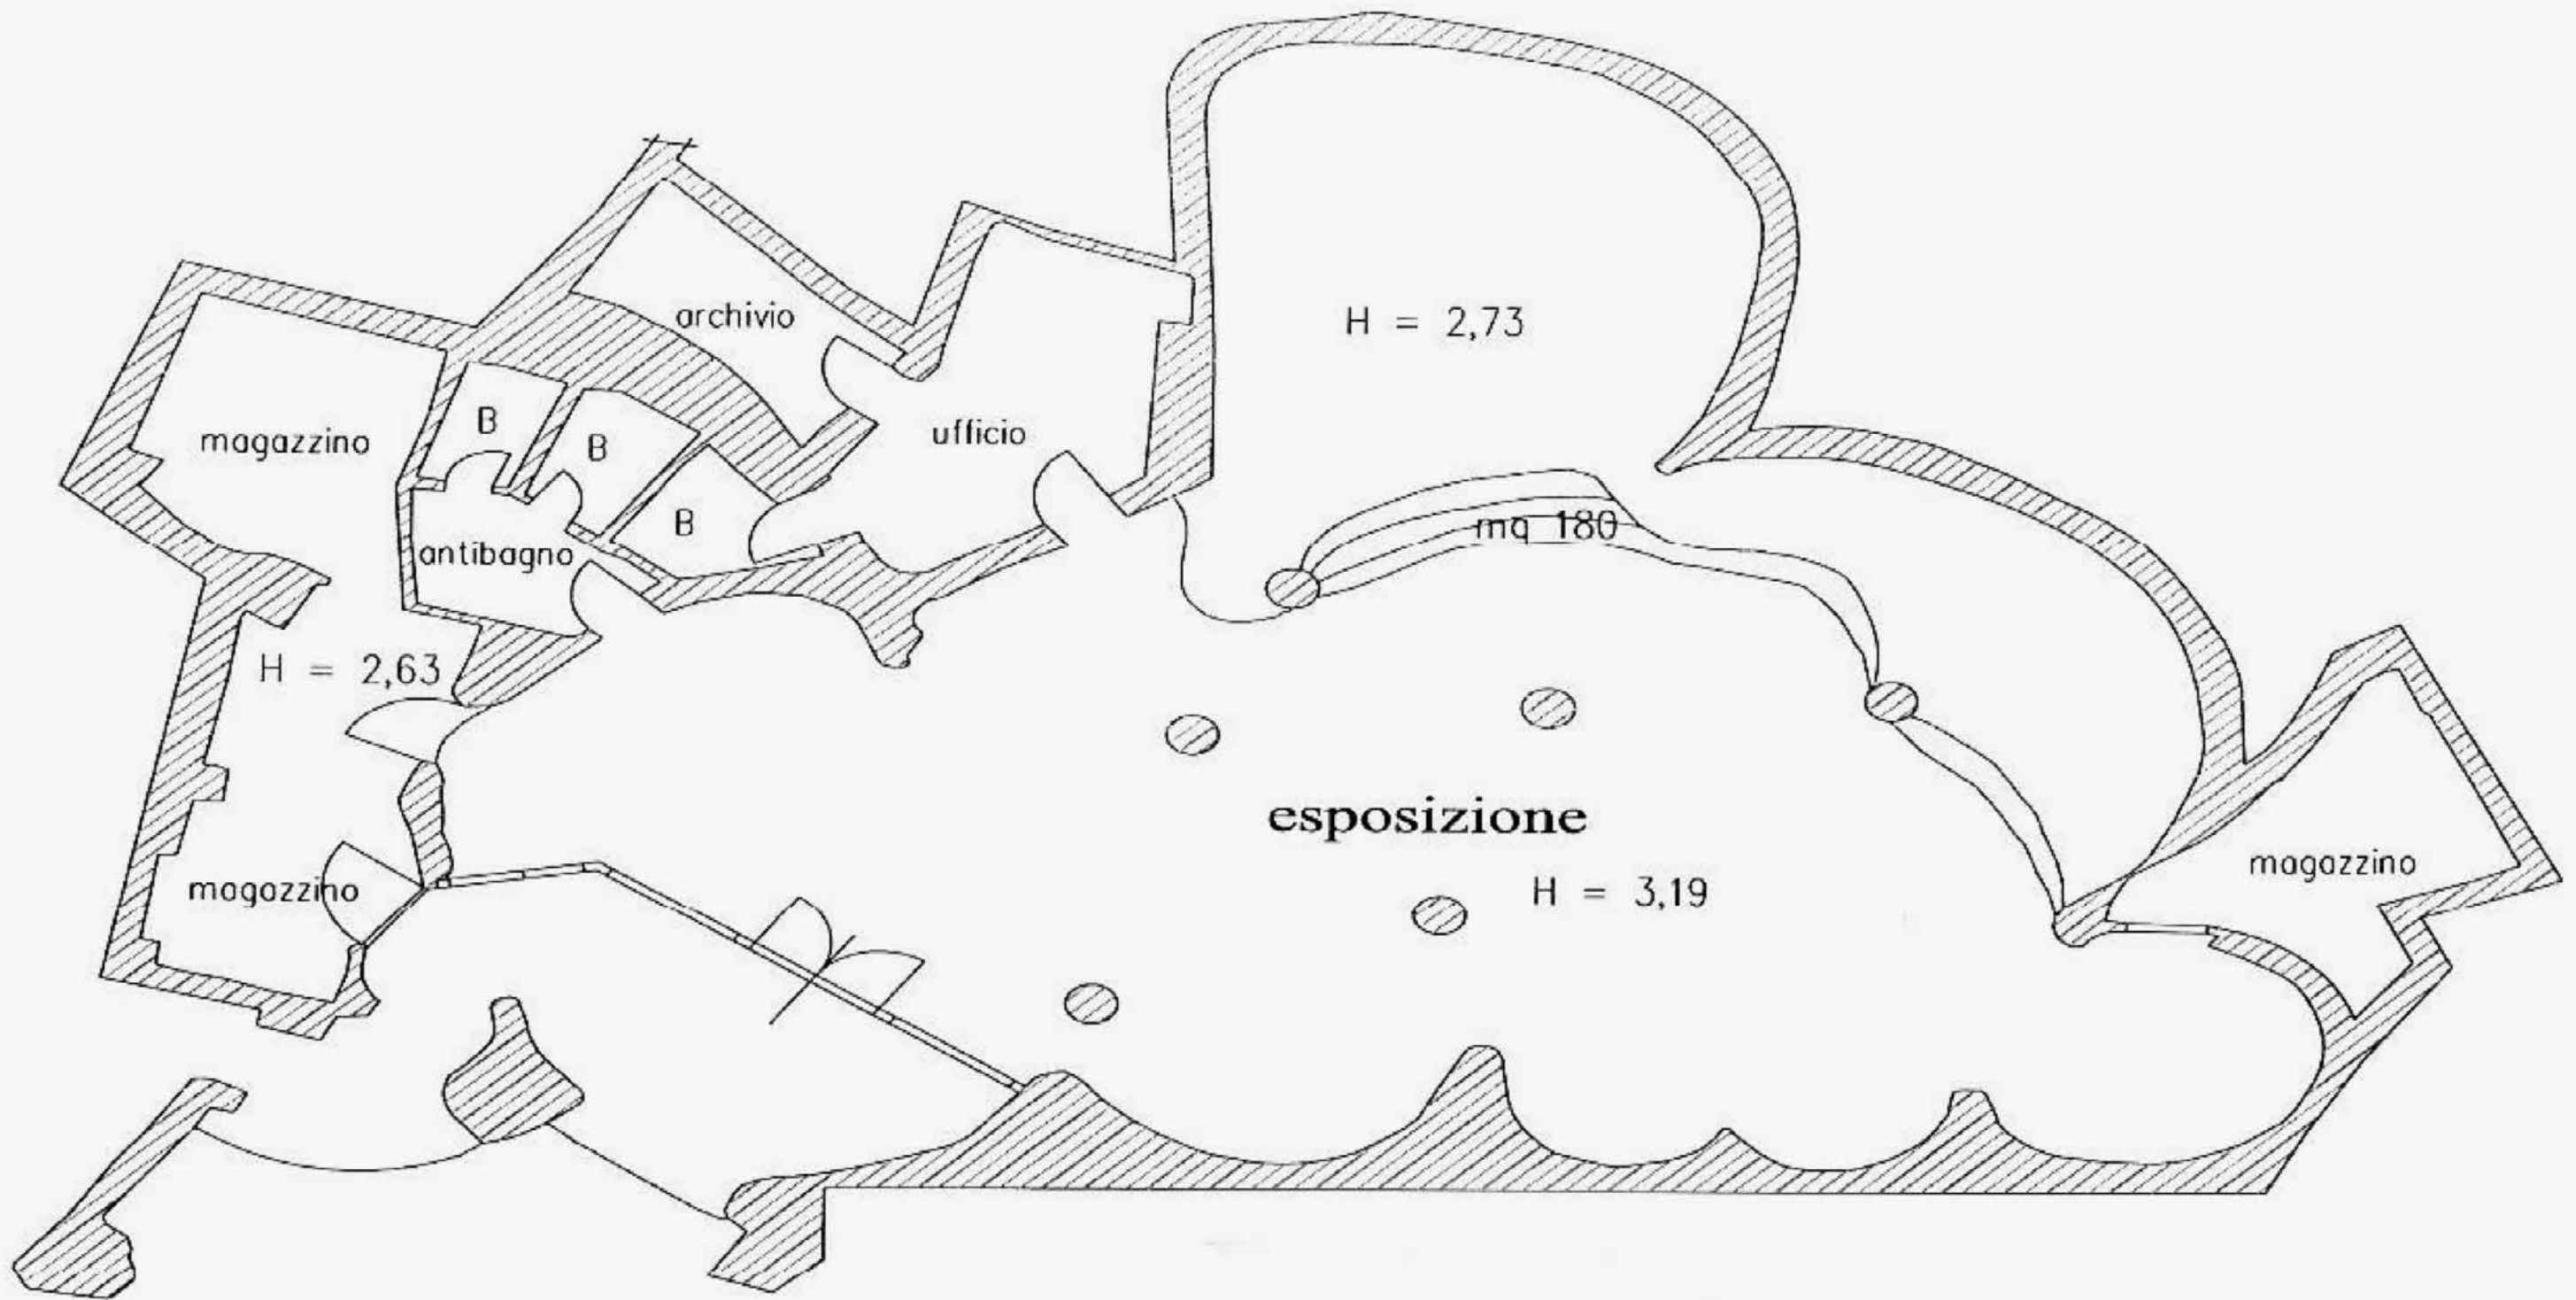 archivio
H = 2,73
magazzino
B
B
B
ufficio
mq 180
antibagno
H = 2,63
esposizione
magazzino
H = 3,19
magazzino